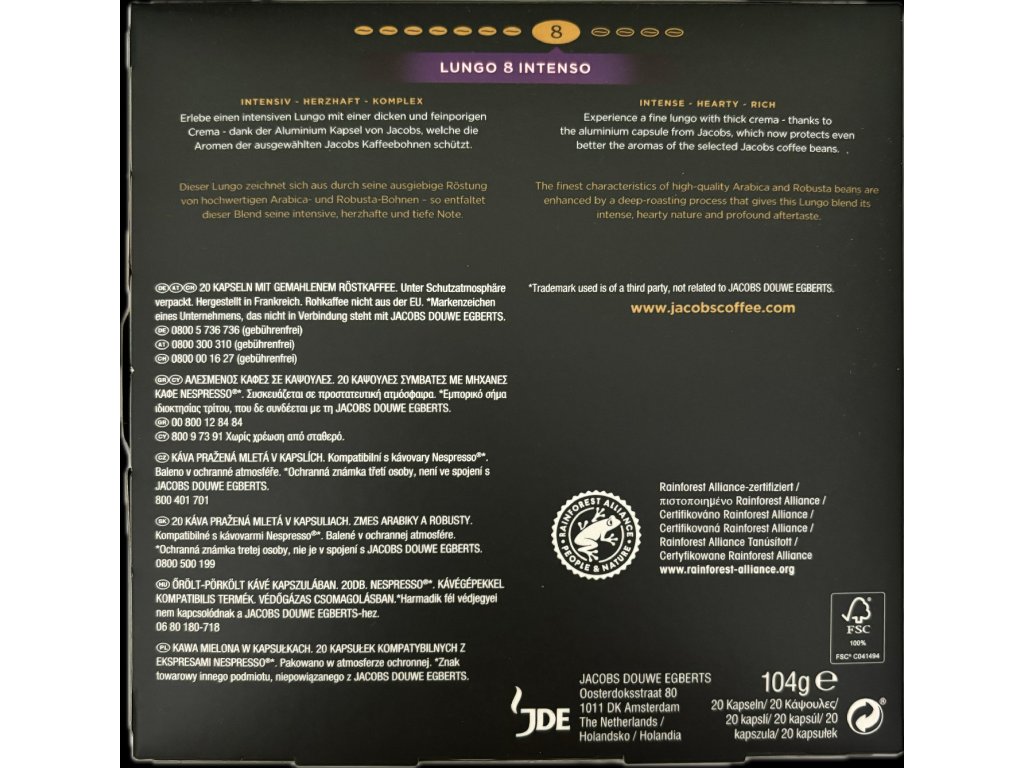 8
LUNGO 8 INTENSO
INTENSIV - HERZHAFT - KOMPLEX
Erlebe einen intensiven Lungo mit einer dicken und feinporigen
Crema - dank der Aluminium Kapsel von Jacobs, welche die
Aromen der ausgewählten Jacobs Kaffeebohnen schützt.
Dieser Lungo zeichnet sich aus durch seine ausgiebige Röstung
von hochwertigen Arabica- und Robusta-Bohnen – so entfaltet
dieser Blend seine intensive, herzhafte und tiefe Note.
INTENSE - HEARTY - RICH
Experience a fine lungo with thick crema - thanks to
the aluminium capsule from Jacobs, which now protects even
better the aromas of the selected Jacobs coffee beans.
The finest characteristics of high-quality Arabica and Robusta beans are
enhanced by a deep-roasting process that gives this Lungo blend its
intense, hearty nature and profound aftertaste.
DE AT CH 20 KAPSELN MIT GEMAHLENEM RÖSTKAFFEE. Unter Schutzatmosphäre
verpackt. Hergestellt in Frankreich. Rohkaffee nicht aus der EU. *Markenzeichen
eines Unternehmens, das nicht in Verbindung steht mit JACOBS DOUWE EGBERTS.
DE 0800 5 736 736 (gebührenfrei)
AT 0800 300 310 (gebührenfrei)
CH 0800 00 16 27 (gebührenfrei)
GR CY ΑΛΕΣΜΕΝΟΣ ΚΑΦΕΣ ΣΕ ΚΑΨΟΥΛΕΣ. 20 ΚΑΨΟΥΛΕΣ ΣΥΜΒΑΤΕΣ ΜΕ ΜΗΧΑΝΕΣ
ΚΑΦΕ NESPRESSO®*. Συσκευάζεται σε προστατευτική ατμόσφαιρα. *Εμπορικό σήμα
ιδιοκτησίας τρίτου, που δε συνδέεται με τη JACOBS DOUWE EGBERTS.
GR 00 800 12 84 84
CY 800 9 73 91 Χωρίς χρέωση από σταθερό.
CZ KÁVA PRAŽENÁ MLETÁ V KAPSLÍCH. Kompatibilní s kávovary Nespresso®*.
Baleno v ochranné atmosféře. *Ochranná známka třetí osoby, není ve spojení s
JACOBS DOUWE EGBERTS.
800 401 701
SK 20 KÁVA PRAŽENÁ MLETÁ V KAPSULIACH. ZMES ARABIKY A ROBUSTY.
Kompatibilné s kávovarmi Nespresso®*. Balené v ochrannej atmosfére.
*Ochranná známka tretej osoby, nie je v spojení s JACOBS DOUWE EGBERTS.
0800 500 199
HU ŐRÖLT-PÖRKÖLT KÁVÉ KAPSZULÁBAN. 20DB. NESPRESSO®*. KÁVÉGÉPEKKEL
KOMPATIBILIS TERMÉK. VÉDŐGÁZAS CSOMAGOLÁSBAN.*Harmadik fél védjegyei
nem kapcsolódnak a JACOBS DOUWE EGBERTS-hez.
06 80 180-718
PL KAWA MIELONA W KAPSUŁKACH. 20 KAPSUŁEK KOMPATYBILNYCH Z
EKSPRESAMI NESPRESSO®*. Pakowano w atmosferze ochronnej. *Znak
towarowy innego podmiotu, niepowiązanego z JACOBS DOUWE EGBERTS.
*Trademark used is of a third party, not related to JACOBS DOUWE EGBERTS.
www.jacobscoffee.com
RAINFOREST ALLIANCE
PEOPLE & NATURE
Rainforest Alliance-zertifiziert /
πιστοποιημένο Rainforest Alliance /
Certifikováno Rainforest Alliance /
Certifikovaná Rainforest Alliance /
Rainforest Alliance Tanúsított /
Certyfikowane Rainforest Alliance
www.rainforest-alliance.org
FSC
100%
FSC® C041494
JDE
JACOBS DOUWE EGBERTS
Oosterdoksstraat 80
1011 DK Amsterdam
The Netherlands /
Holandsko / Holandia
104g ℮
20 Kapseln/ 20 Κάψουλες/
20 kapslí/ 20 kapsúl/ 20
kapszula/ 20 kapsułek